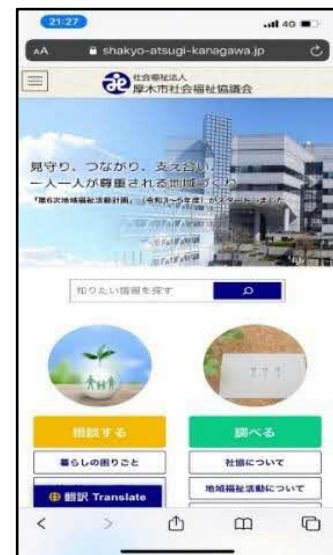 21:27
4G
AA
shakyo-atsugi-kanagawa.jp
社会福祉法人
厚木市社会福祉協議会
見守り、つながり、支え合い、
一人一人が尊重される地域づくり
「第6次地域福祉活動計画」（令和3～5年度）がスタートしました
知りたい情報を探す
相談する
調べる
暮らしの困りごと
社協について
翻訳 Translate
地域福祉活動について